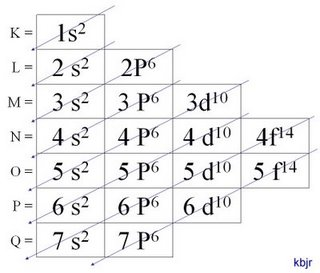 K = 1s²
L = 2 s² 2P⁶
M = 3 s² 3 P⁶ 3d¹⁰
N = 4 s² 4 P⁶ 4 d¹⁰ 4f¹⁴
O = 5 s² 5 P⁶ 5 d¹⁰ 5 f¹⁴
P = 6 s² 6 P⁶ 6 d¹⁰
Q = 7 s² 7 P⁶
kbjr